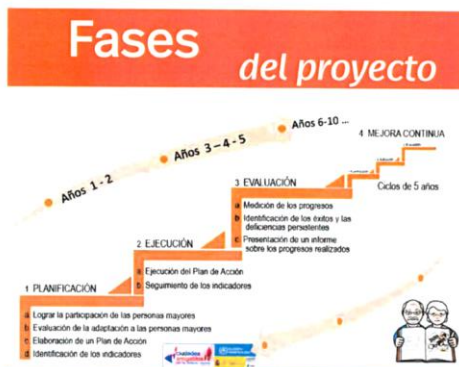 Fases
del proyecto
Años 1 - 2
Años 3 – 4 - 5
Años 6-10 ...
4 MEJORA CONTINUA
Ciclos de 5 años
3 EVALUACIÓN
a Medición de los progresos
b Identificación de los éxitos y las
deficiencias persistentes
c Presentación de un informe
sobre los progresos realizados
2 EJECUCIÓN
a Ejecución del Plan de Acción
b Seguimiento de los indicadores
1 PLANIFICACIÓN
a Lograr la participación de las personas mayores
b Evaluación de la adaptación a las personas mayores
c Elaboración de un Plan de Acción
d Identificación de los indicadores